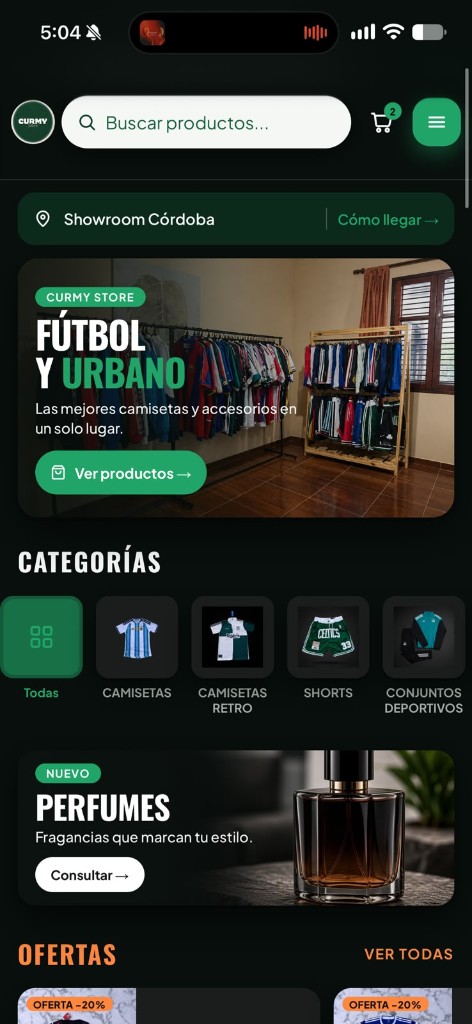 5:04
CURMY
Buscar productos...
2
Showroom Córdoba
Cómo llegar →
CURMY STORE
FÚTBOL
Y URBANO
Las mejores camisetas y accesorios en
un solo lugar.
Ver productos →
CATEGORÍAS
CELTICS
33
Todas
CAMISETAS
CAMISETAS
RETRO
SHORTS
CONJUNTOS
DEPORTIVOS
NUEVO
PERFUMES
Fragancias que marcan tu estilo.
Consultar →
OFERTAS
VER TODAS
OFERTA -20%
OFERTA -20%